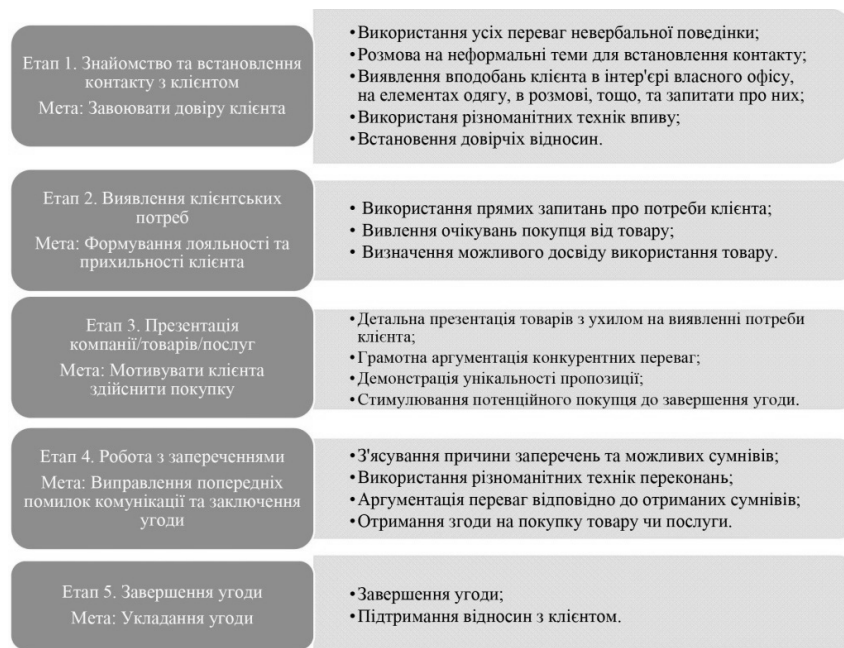 Етап 1. Знайомство та встановлення
контакту з клієнтом
Мета: Завоювати довіру клієнта
•Використання усіх переваг невербальної поведінки;
•Розмова на неформальні теми для встановлення контакту;
•Виявлення вподобань клієнта в інтер'єрі власного офісу,
на елементах одягу, в розмові, тощо, та запитати про них;
•Використаня різноманітних технік впливу;
•Встановення довірчіх відносин.
Етап 2. Виявлення клієнтських
потреб
Мета: Формування лояльності та
прихильності клієнта
• Використання прямих запитань про потреби клієнта;
• Вивлення очікувань покупця від товару;
• Визначення можливого досвіду використання товару.
Етап 3. Презентація
компанії/товарів/послуг
Мета: Мотивувати клієнта
здійснити покупку
•Детальна презентація товарів з ухилом на виявленні потреби
клієнта;
•Грамотна аргументація конкурентних переваг;
•Демонстрація унікальності пропозиції;
•Стимулювання потенційного покупця до завершення угоди.
Етап 4. Робота з запереченнями
Мета: Виправлення попередніх
помилок комунікації та заключення
угоди
•З'ясування причини заперечень та можливих сумнівів;
•Використання різноманітних технік переконань;
•Аргументація переваг відповідно до отриманих сумнівів;
•Отримання згоди на покупку товару чи послуги.
Етап 5. Завершення угоди
Мета: Укладання угоди
•Завершення угоди;
•Підтримання відносин з клієнтом.